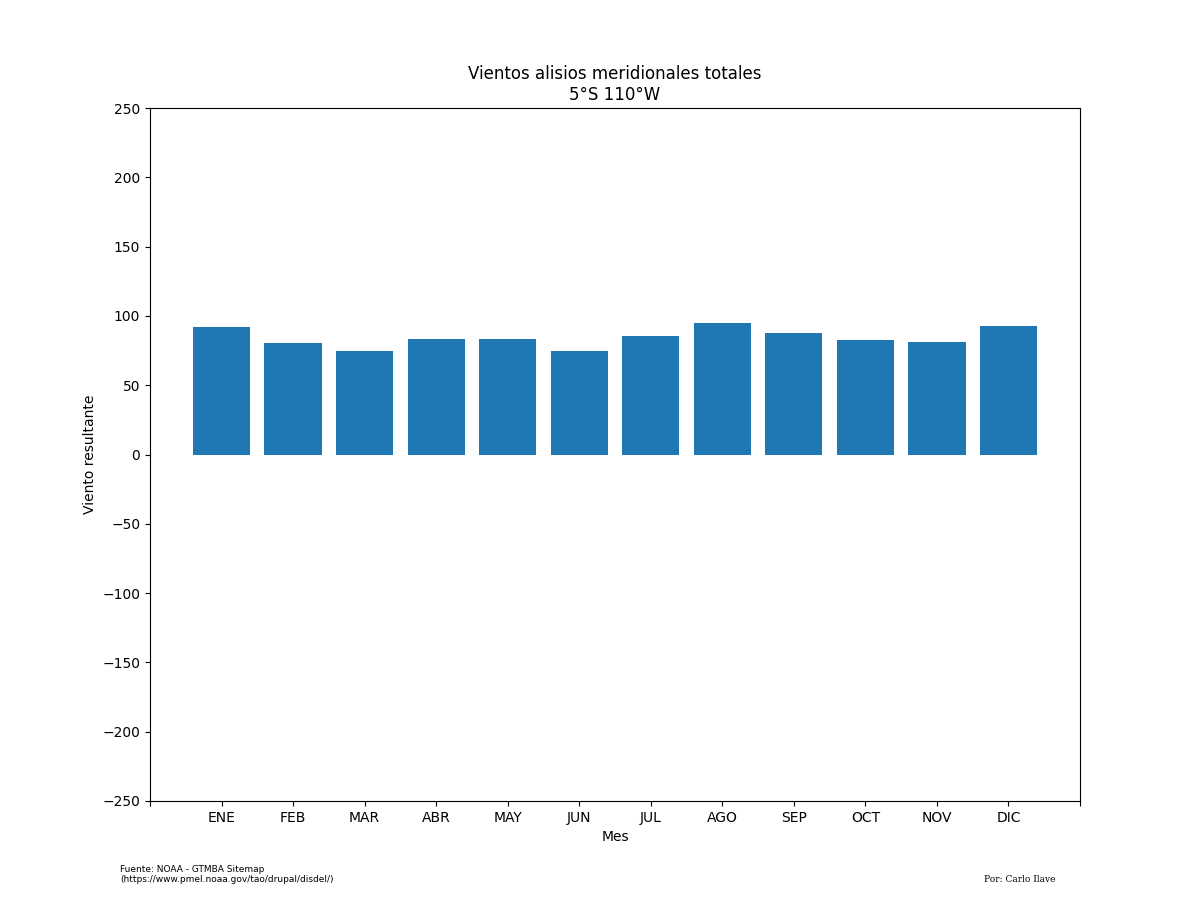 Vientos alisios meridionales totales
5°S 110°W
250
200
150
100
50
0
−50
−100
−150
−200
−250
Viento resultante
ENE FEB MAR ABR MAY JUN JUL AGO SEP OCT NOV DIC
Mes
Fuente: NOAA - GTMBA Sitemap
(https://www.pmel.noaa.gov/tao/drupal/disdel/)
Por: Carlo Ilave